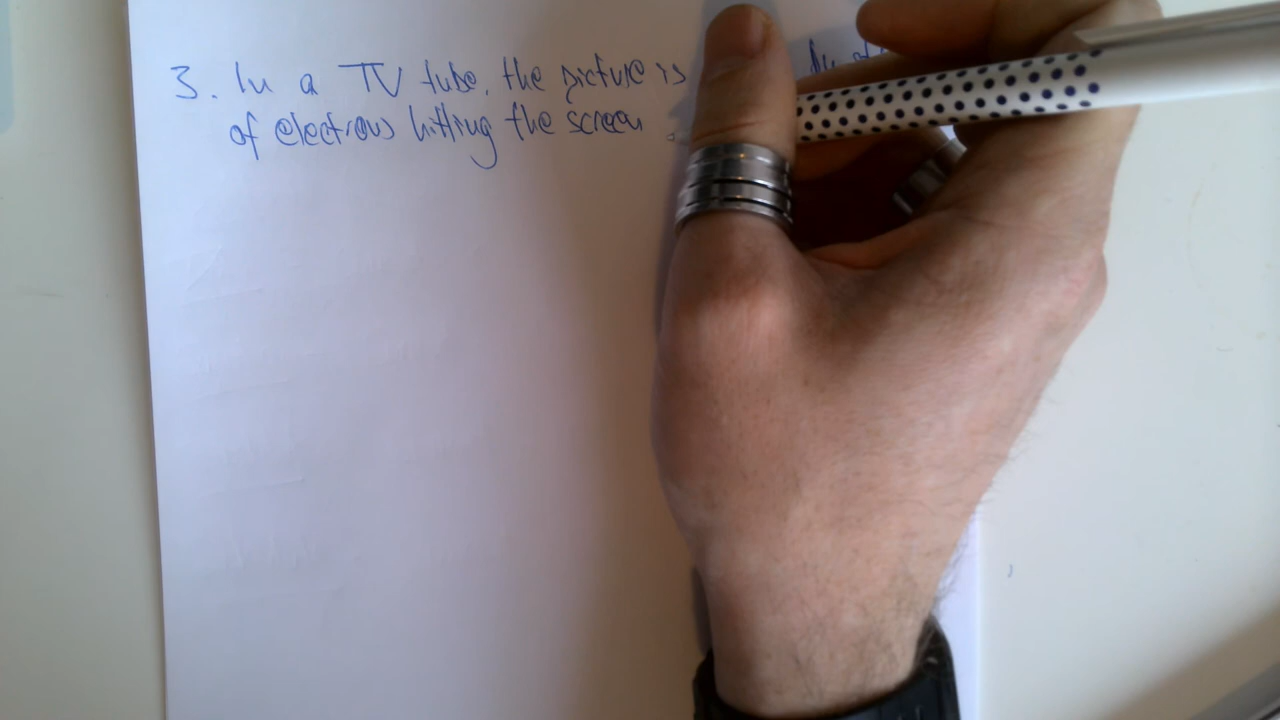 3. In a TV tube, the picture is
of electrons hitting the screen